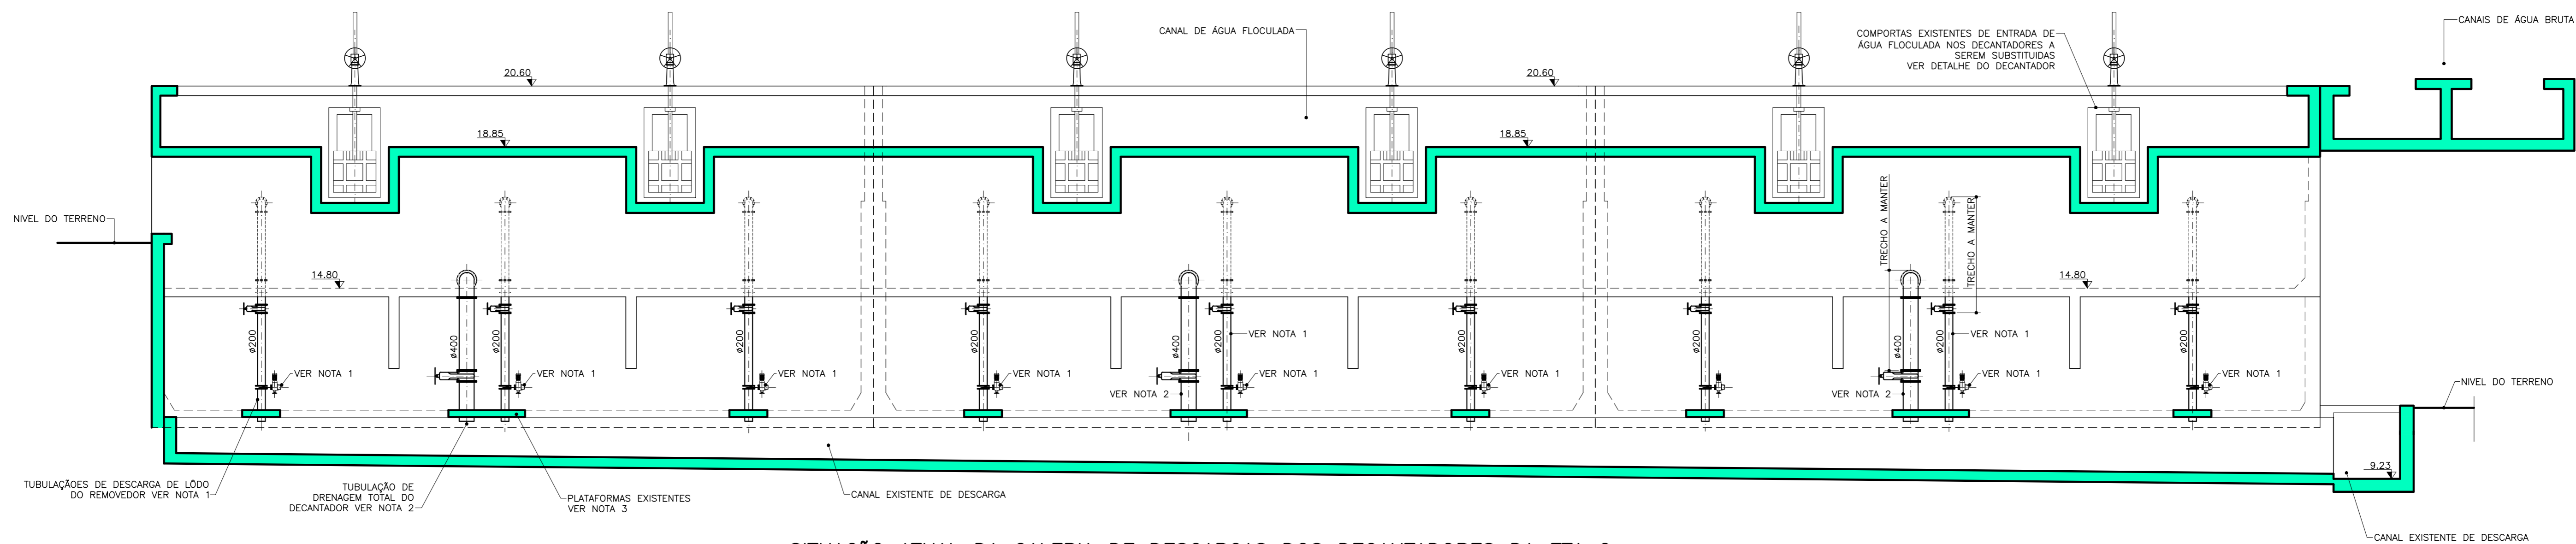 CANAIS DE ÁGUA BRUTA
CANAL DE ÁGUA FLOCULADA
COMPORTAS EXISTENTES DE ENTRADA DE
ÁGUA FLOCULADA NOS DECANTADORES A
SEREM SUBSTITUIDAS
VER DETALHE DO DECANTADOR
20.60
20.60
18.85
18.85
NIVEL DO TERRENO
TRECHO A MANTER
TRECHO A MANTER
14.80
14.80
ø200
ø400
ø200
ø200
ø200
ø400
ø200
VER NOTA 1
ø200
ø200
ø400
ø200
VER NOTA 1
ø200
VER NOTA 1
VER NOTA 1
VER NOTA 1
VER NOTA 1
VER NOTA 1
VER NOTA 1
VER NOTA 1
VER NOTA 1
VER NOTA 2
VER NOTA 2
NIVEL DO TERRENO
9.23
TUBULAÇÃOES DE DESCARGA DE LÔDO
DO REMOVEDOR VER NOTA 1
TUBULAÇÃO DE
DRENAGEM TOTAL DO
DECANTADOR VER NOTA 2
PLATAFORMAS EXISTENTES
VER NOTA 3
CANAL EXISTENTE DE DESCARGA
CANAL EXISTENTE DE DESCARGA